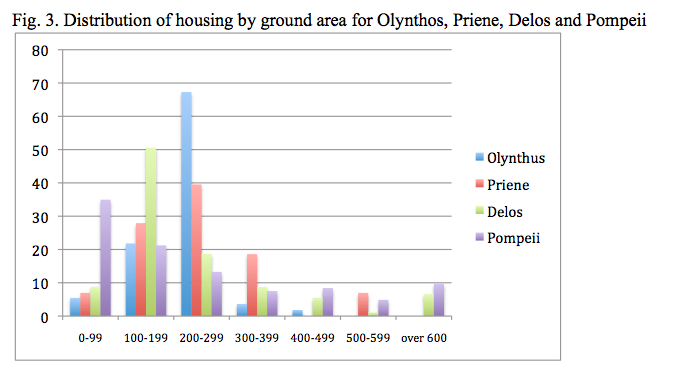 Fig. 3. Distribution of housing by ground area for Olynthos, Priene, Delos and Pompeii
80
70
60
50
40
30
20
10
0
0-99 100-199 200-299 300-399 400-499 500-599 over 600
Olynthus
Priene
Delos
Pompeii